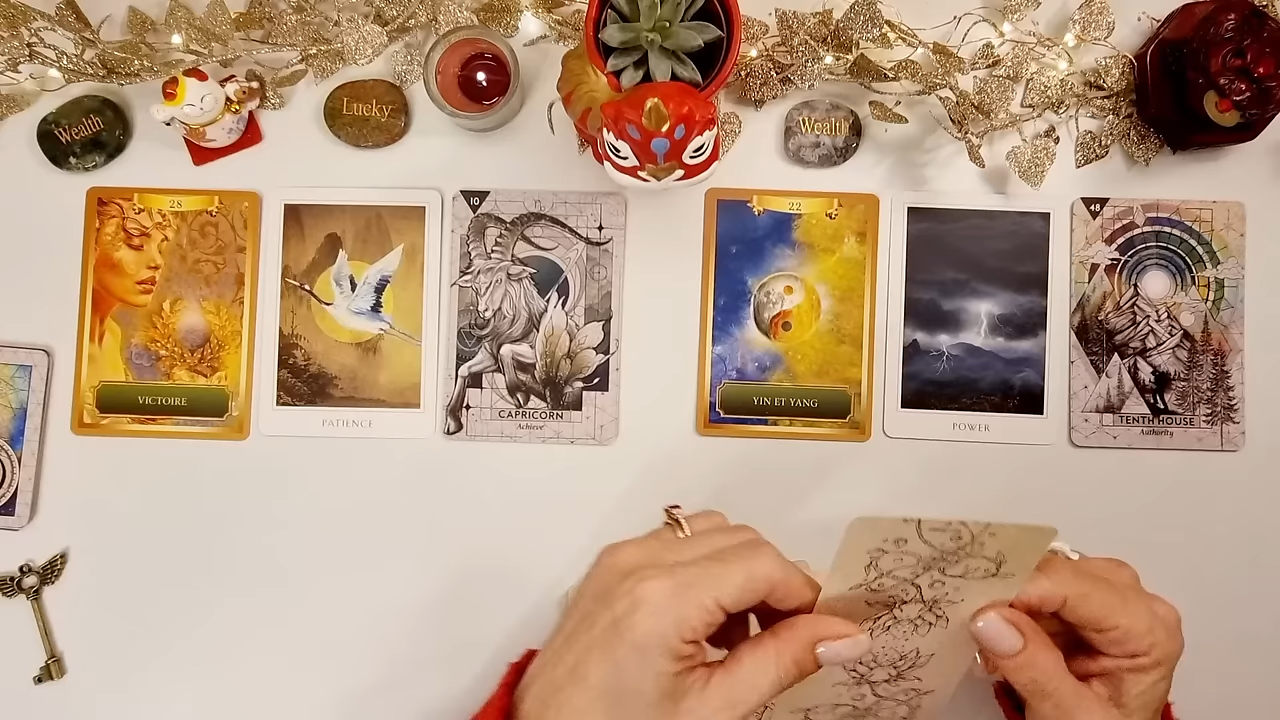 Wealth
Lucky
Wealth
28
VICTOIRE
PATIENCE
10
CAPRICORN
Achieve
22
YIN ET YANG
POWER
48
TENTH HOUSE
Authority